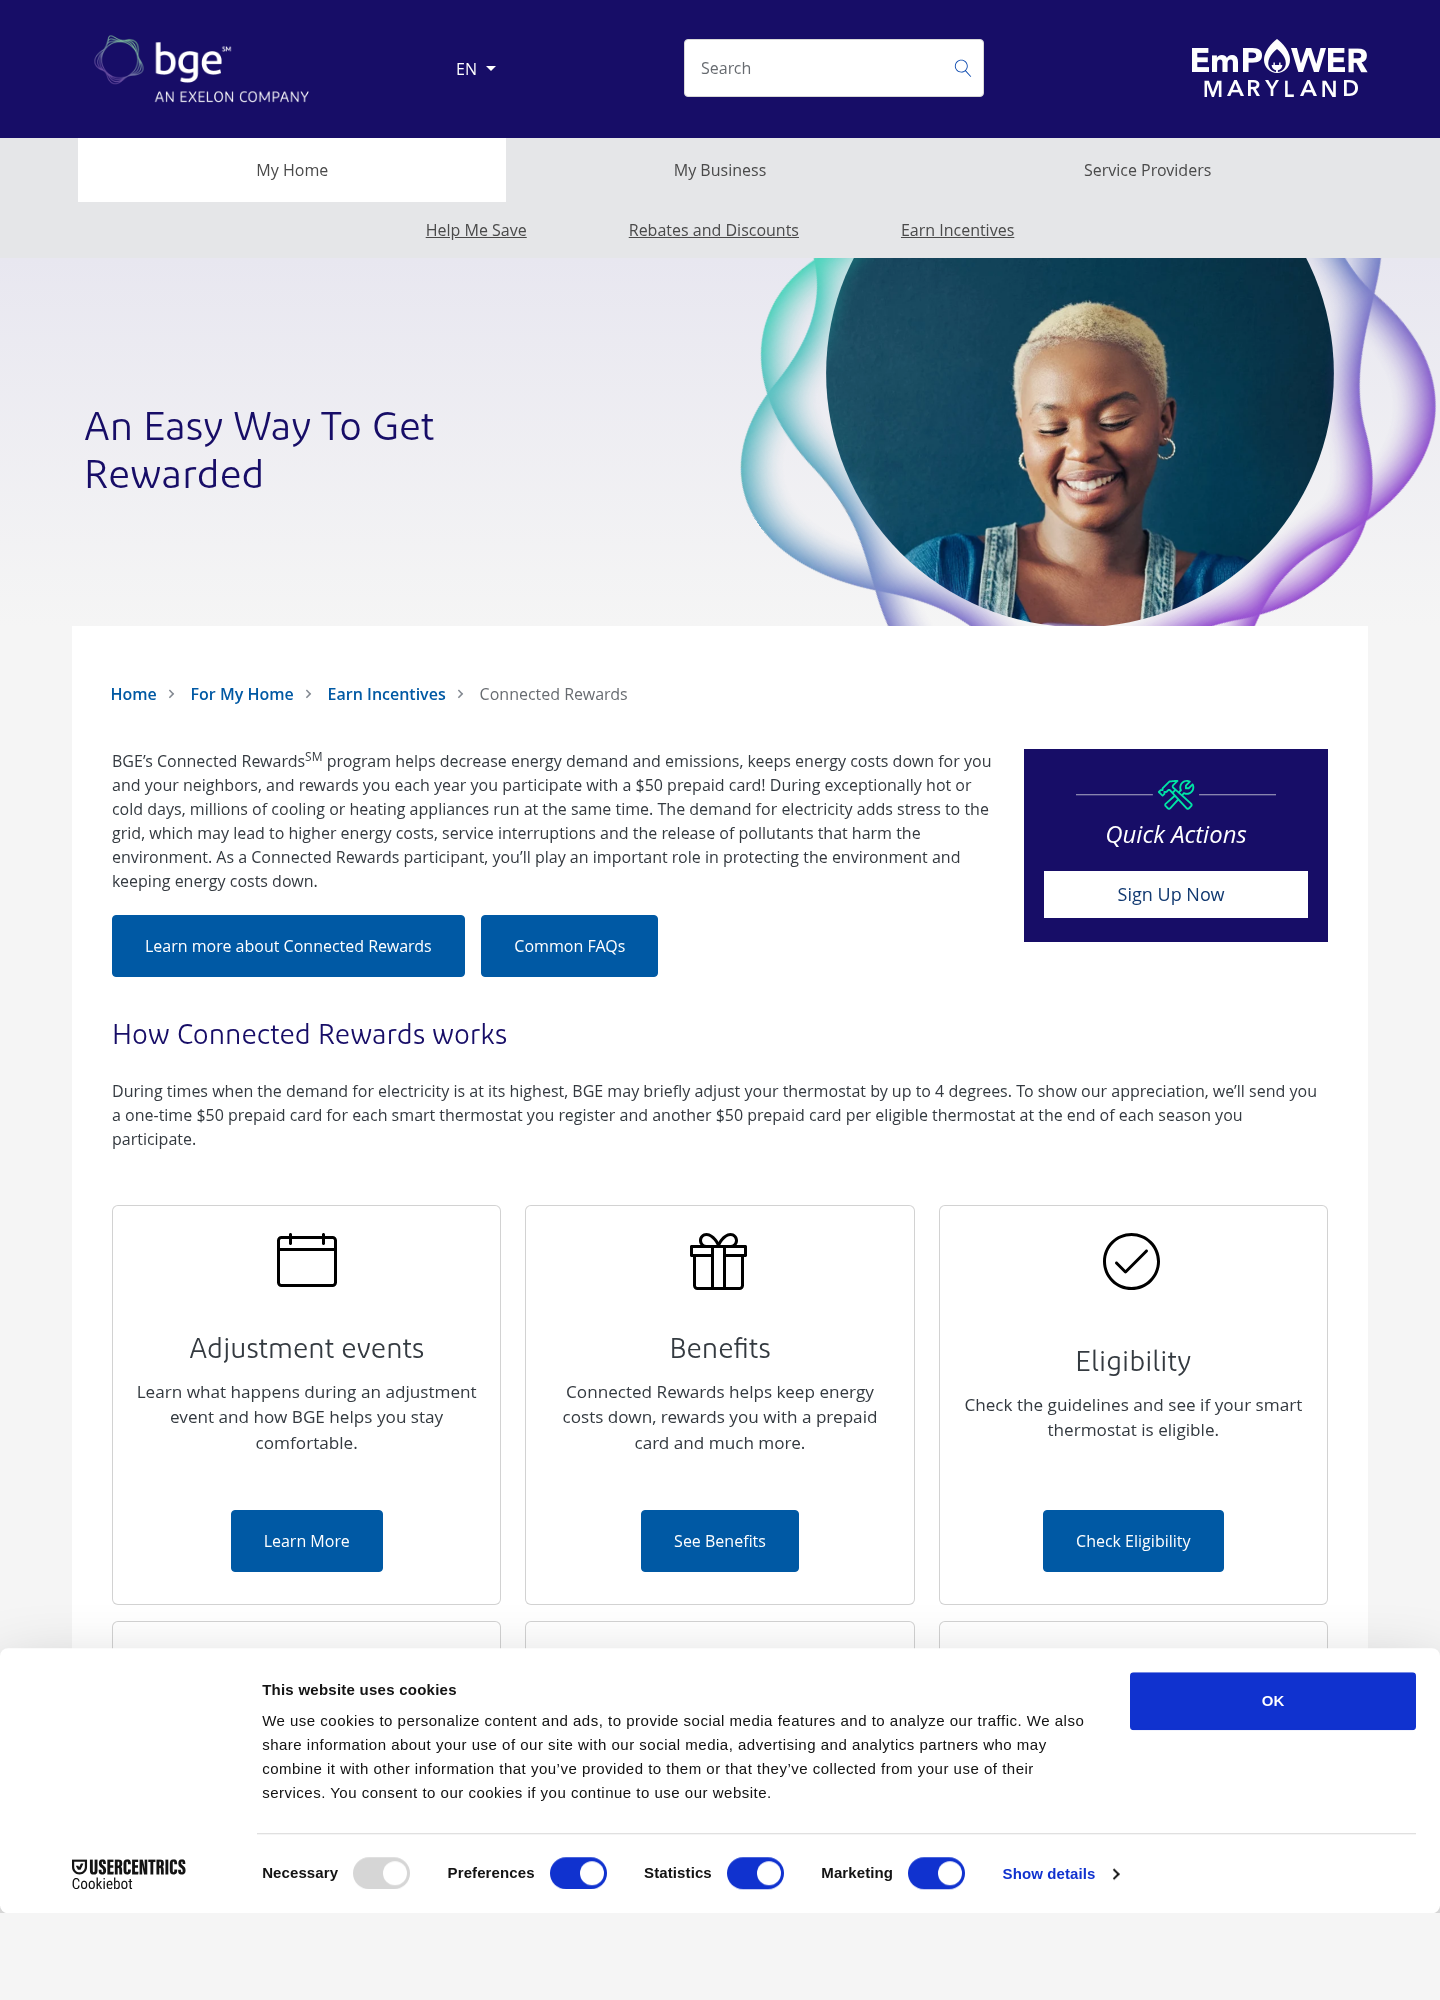 bge℠
AN EXELON COMPANY
EN
Search
EmPOWER
MARYLAND
My Home
My Business
Service Providers
Help Me Save
Rebates and Discounts
Earn Incentives
An Easy Way To Get
Rewarded
Home
For My Home
Earn Incentives
Connected Rewards
BGE’s Connected Rewards℠ program helps decrease energy demand and emissions, keeps energy costs down for you
and your neighbors, and rewards you each year you participate with a $50 prepaid card! During exceptionally hot or
cold days, millions of cooling or heating appliances run at the same time. The demand for electricity adds stress to the
grid, which may lead to higher energy costs, service interruptions and the release of pollutants that harm the
environment. As a Connected Rewards participant, you’ll play an important role in protecting the environment and
keeping energy costs down.
Quick Actions
Sign Up Now
Learn more about Connected Rewards
Common FAQs
How Connected Rewards works
During times when the demand for electricity is at its highest, BGE may briefly adjust your thermostat by up to 4 degrees. To show our appreciation, we’ll send you
a one-time $50 prepaid card for each smart thermostat you register and another $50 prepaid card per eligible thermostat at the end of each season you
participate.
Adjustment events
Learn what happens during an adjustment
event and how BGE helps you stay
comfortable.
Learn More
Benefits
Connected Rewards helps keep energy
costs down, rewards you with a prepaid
card and much more.
See Benefits
Eligibility
Check the guidelines and see if your smart
thermostat is eligible.
Check Eligibility
This website uses cookies
We use cookies to personalize content and ads, to provide social media features and to analyze our traffic. We also
share information about your use of our site with our social media, advertising and analytics partners who may
combine it with other information that you’ve provided to them or that they’ve collected from your use of their
services. You consent to our cookies if you continue to use our website.
OK
USERCENTRICS
Cookiebot
Necessary
Preferences
Statistics
Marketing
Show details